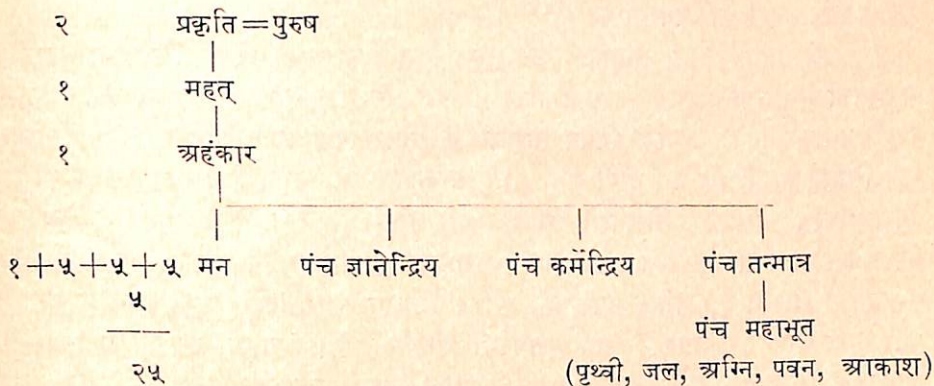 २ प्रकृति=पुरुष
१ महत्
१ अहंकार
१+५+५+५ मन पंच ज्ञानेन्द्रिय पंच कर्मेन्द्रिय पंच तन्मात्र
५
पंच महाभूत
२५ (पृथ्वी, जल, अग्नि, पवन, आकाश)